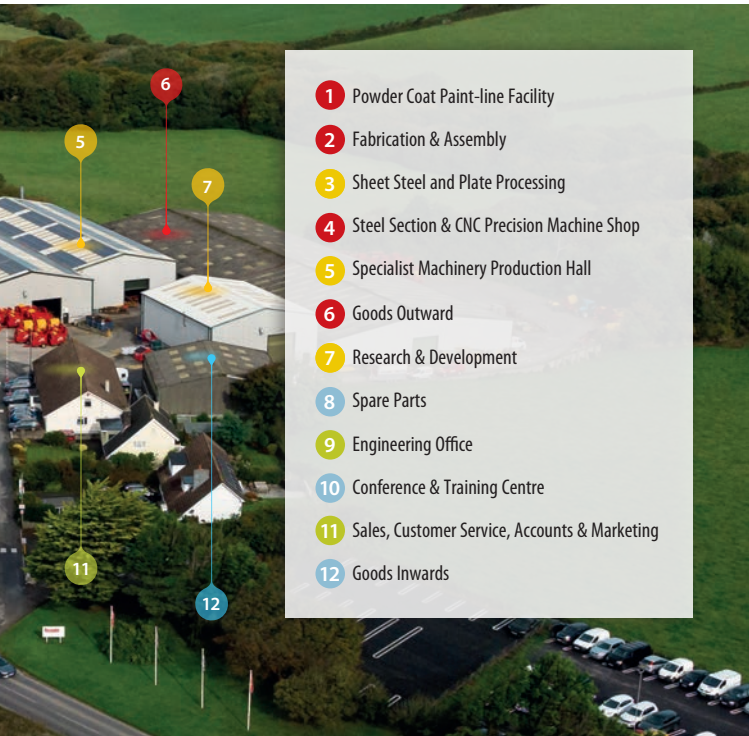 6
5
7
11
12
1 Powder Coat Paint-line Facility
2 Fabrication & Assembly
3 Sheet Steel and Plate Processing
4 Steel Section & CNC Precision Machine Shop
5 Specialist Machinery Production Hall
6 Goods Outward
7 Research & Development
8 Spare Parts
9 Engineering Office
10 Conference & Training Centre
11 Sales, Customer Service, Accounts & Marketing
12 Goods Inwards